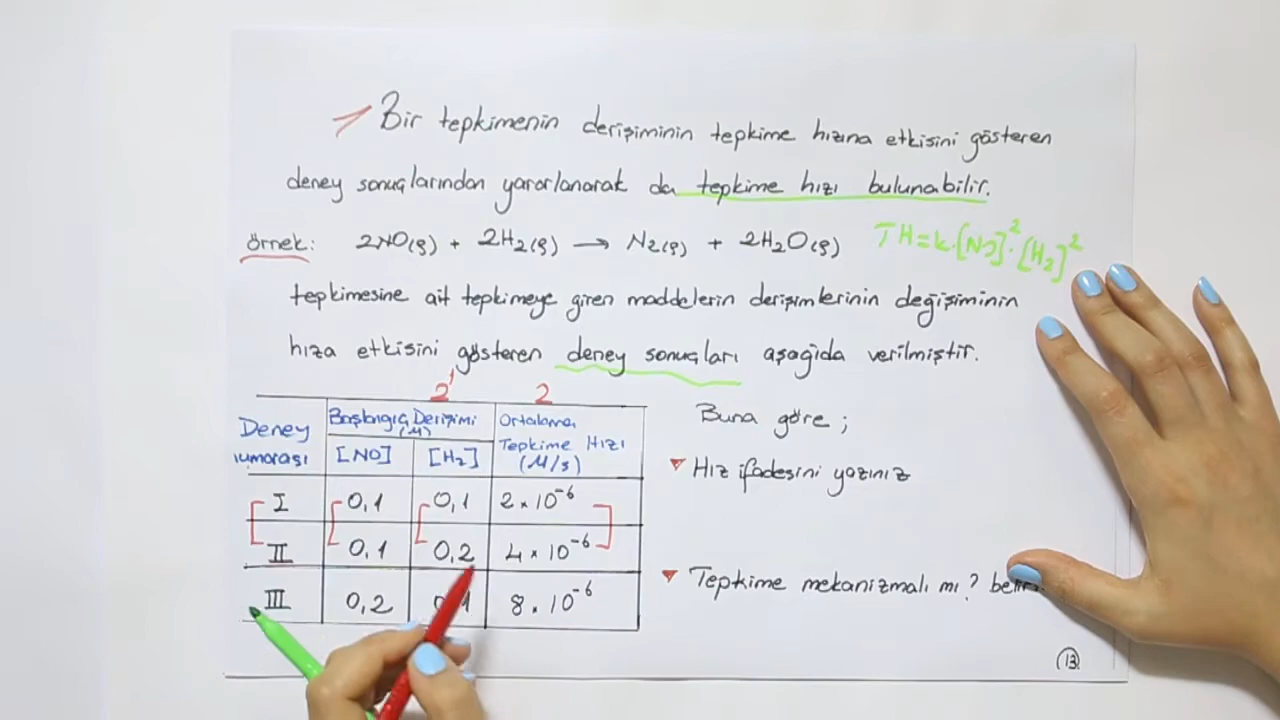 Bir tepkimenin derişiminin tepkime hızına etkisini gösteren
deney sonuçlarından yararlanarak da tepkime hızı bulunabilir.
örnek: 2NO(g) + 2H₂(g) → N₂(g) + 2H₂O(g) TH=k.[NO]².[H₂]²
tepkimesine ait tepkimeye giren maddelerin derişimlerinin değişiminin
hıza etkisini gösteren deney sonuçları aşağıda verilmiştir.
2¹ 2
Deney Başlangıç Derişimi (M) Ortalama
numarası [NO] [H₂] Tepkime Hızı (M/s)
I 0,1 0,1 2×10⁻⁶
II 0,1 0,2 4×10⁻⁶
III 0,2 8.10⁻⁶
Buna göre;
Hız ifadesini yazınız
Tepkime mekanizmalı mı?
13